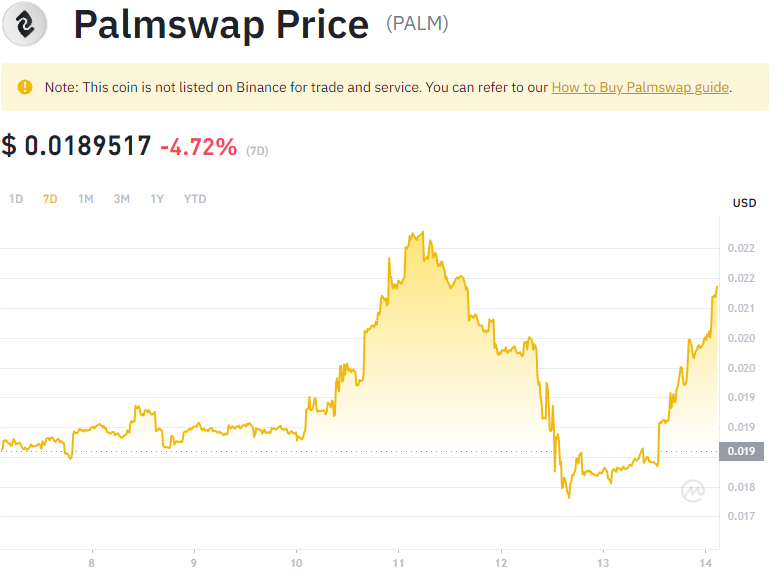 Palmswap Price (PALM)
Note: This coin is not listed on Binance for trade and service. You can refer to our How to Buy Palmswap guide.
$ 0.0189517 -4.72% (7D)
1D 7D 1M 3M 1Y YTD
USD
0.022
0.022
0.021
0.020
0.020
0.019
0.019
0.019
0.018
0.017
8 9 10 11 12 13 14